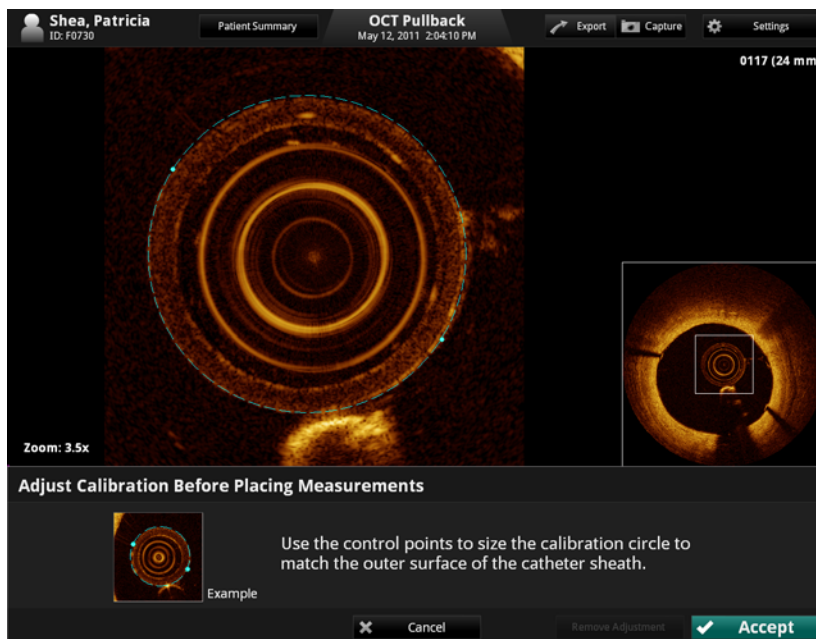 Shea, Patricia
ID: F0730
Patient Summary
OCT Pullback
May 12, 2011 2:04:10 PM
Export
Capture
Settings
0117 (24 mm
Zoom: 3.5x
Adjust Calibration Before Placing Measurements
Use the control points to size the calibration circle to
match the outer surface of the catheter sheath.
Example
Cancel
Remove Adjustment
Accept